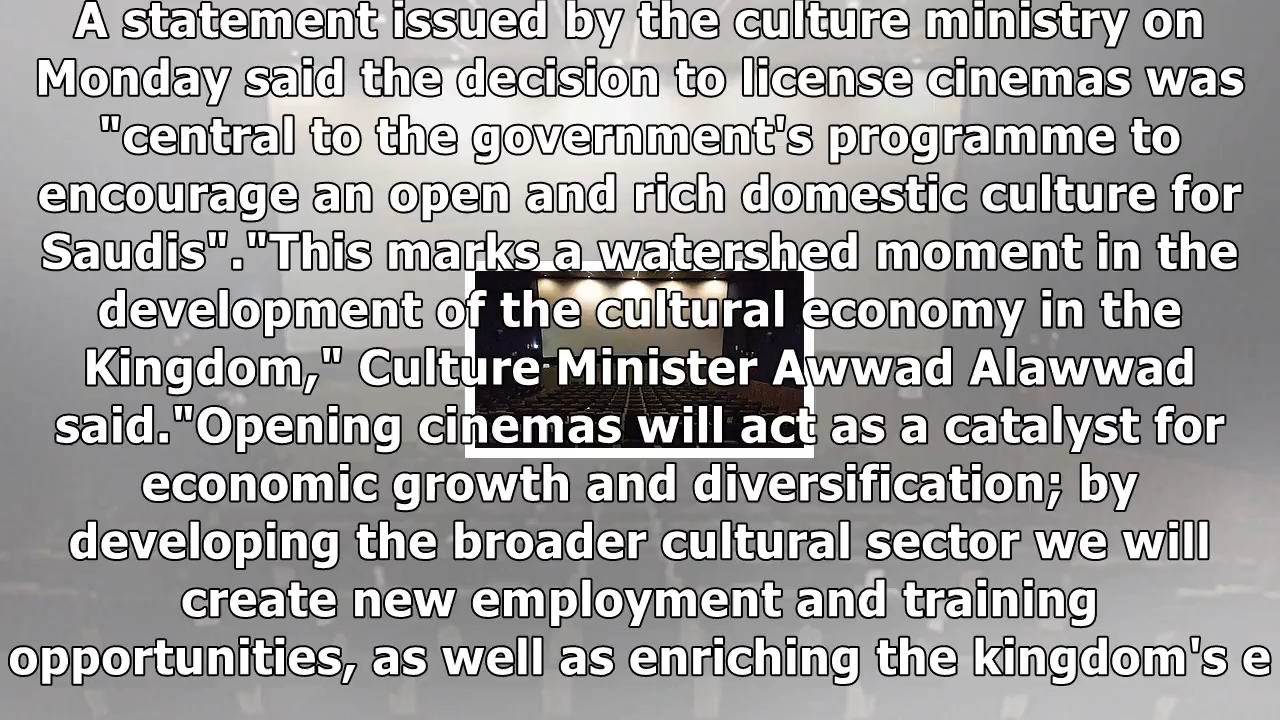 A statement issued by the culture ministry on
Monday said the decision to license cinemas was
"central to the government's programme to
encourage an open and rich domestic culture for
Saudis"."This marks a watershed moment in the
development of the cultural economy in the
Kingdom," Culture Minister Awwad Alawwad
said."Opening cinemas will act as a catalyst for
economic growth and diversification; by
developing the broader cultural sector we will
create new employment and training
opportunities, as well as enriching the kingdom's e